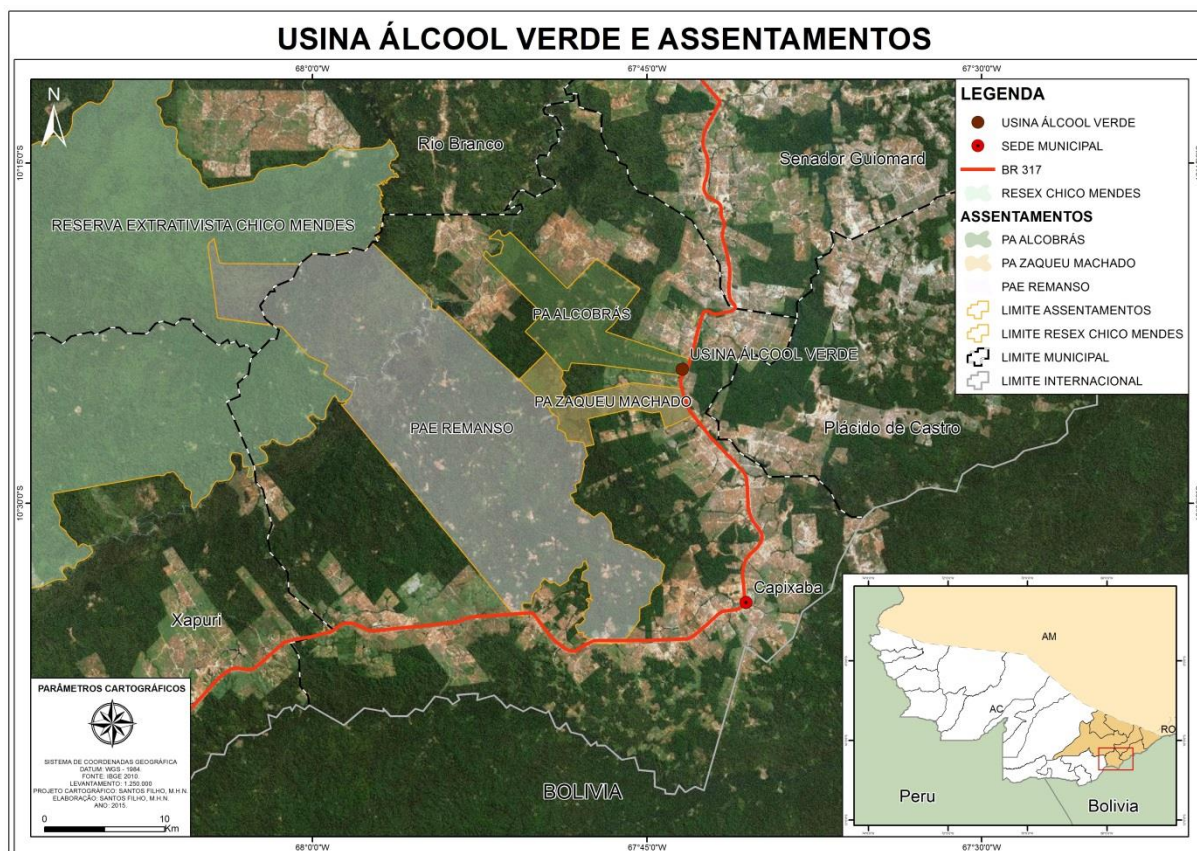 USINA ÁLCOOL VERDE E ASSENTAMENTOS
68°0'0"W
67°45'0"W
67°30'0"W
N
10°15'0"S
10°30'0"S
Rio Branco
Senador Guiomard
RESERVA EXTRATIVISTA CHICO MENDES
PA ALCOBRÁS
USINA ÁLCOOL VERDE
PA ZAQUEU MACHADO
PAE REMANSO
Plácido de Castro
Capixaba
Xapuri
BOLIVIA
LEGENDA
USINA ÁLCOOL VERDE
SEDE MUNICIPAL
BR 317
RESEX CHICO MENDES
ASSENTAMENTOS
PA ALCOBRÁS
PA ZAQUEU MACHADO
PAE REMANSO
LIMITE ASSENTAMENTOS
LIMITE RESEX CHICO MENDES
LIMITE MUNICIPAL
LIMITE INTERNACIONAL
PARÂMETROS CARTOGRÁFICOS
SISTEMA DE COORDENADAS GEOGRÁFICA
DATUM: WGS - 1984.
FONTE: IBGE 2010.
LEVANTAMENTO: 1.250.000
PROJETO CARTOGRÁFICO: SANTOS FILHO, M.H.N.
ELABORAÇÃO: SANTOS FILHO, M.H.N.
ANO: 2015.
0 10
Km
AM
AC
RO
Peru
Bolivia
68°0'0"W
67°45'0"W
67°30'0"W